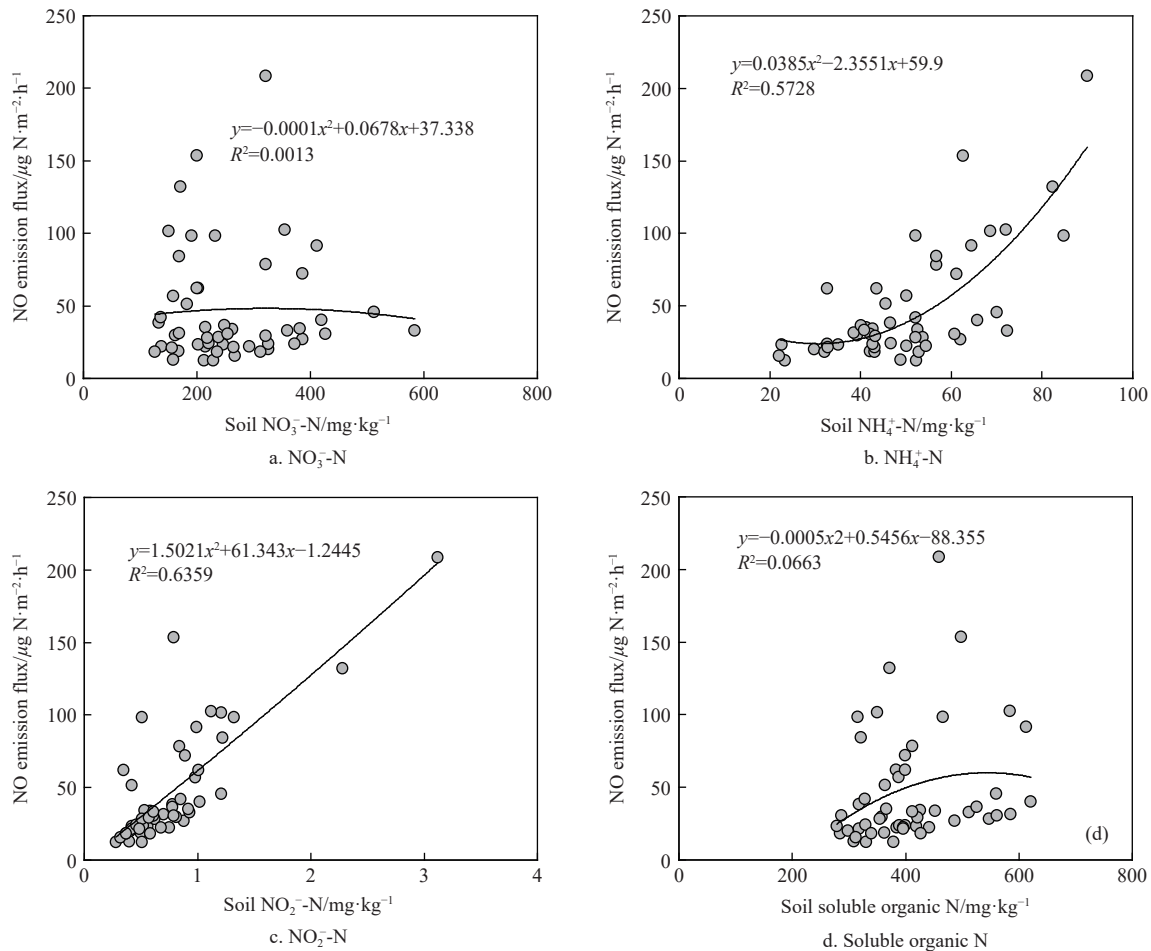 250
200
150
100
50
0
NO emission flux/μg N·m⁻²·h⁻¹
y=−0.0001x²+0.0678x+37.338
R²=0.0013
0 200 400 600 800
Soil NO₃⁻-N/mg·kg⁻¹
a. NO₃⁻-N
250
200
150
100
50
0
NO emission flux/μg N·m⁻²·h⁻¹
y=0.0385x²−2.3551x+59.9
R²=0.5728
0 20 40 60 80 100
Soil NH₄⁺-N/mg·kg⁻¹
b. NH₄⁺-N
250
200
150
100
50
0
NO emission flux/μg N·m⁻²·h⁻¹
y=1.5021x²+61.343x−1.2445
R²=0.6359
0 1 2 3 4
Soil NO₂⁻-N/mg·kg⁻¹
c. NO₂⁻-N
250
200
150
100
50
0
NO emission flux/μg N·m⁻²·h⁻¹
y=−0.0005x2+0.5456x−88.355
R²=0.0663
(d)
0 200 400 600 800
Soil soluble organic N/mg·kg⁻¹
d. Soluble organic N